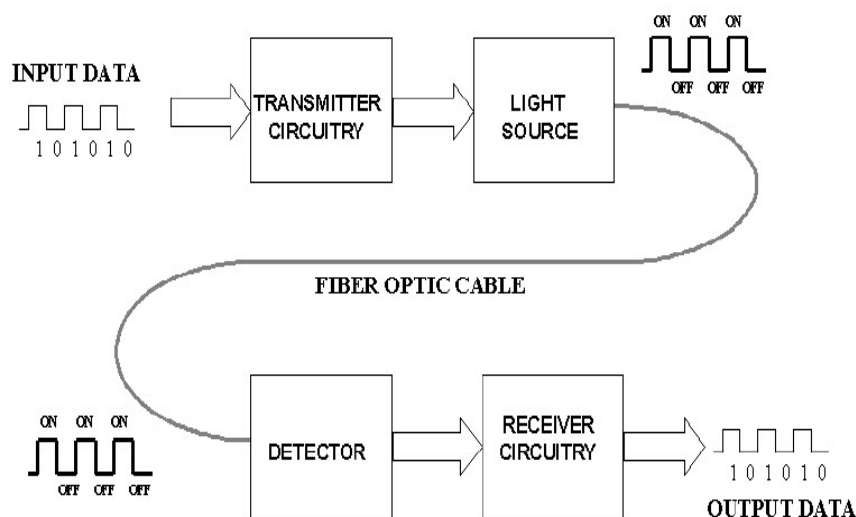 ON ON ON
OFF OFF OFF
INPUT DATA
1 0 1 0 1 0
TRANSMITTER
CIRCUITRY
LIGHT
SOURCE
FIBER OPTIC CABLE
ON ON ON
OFF OFF OFF
DETECTOR
RECEIVER
CIRCUITRY
1 0 1 0 1 0
OUTPUT DATA